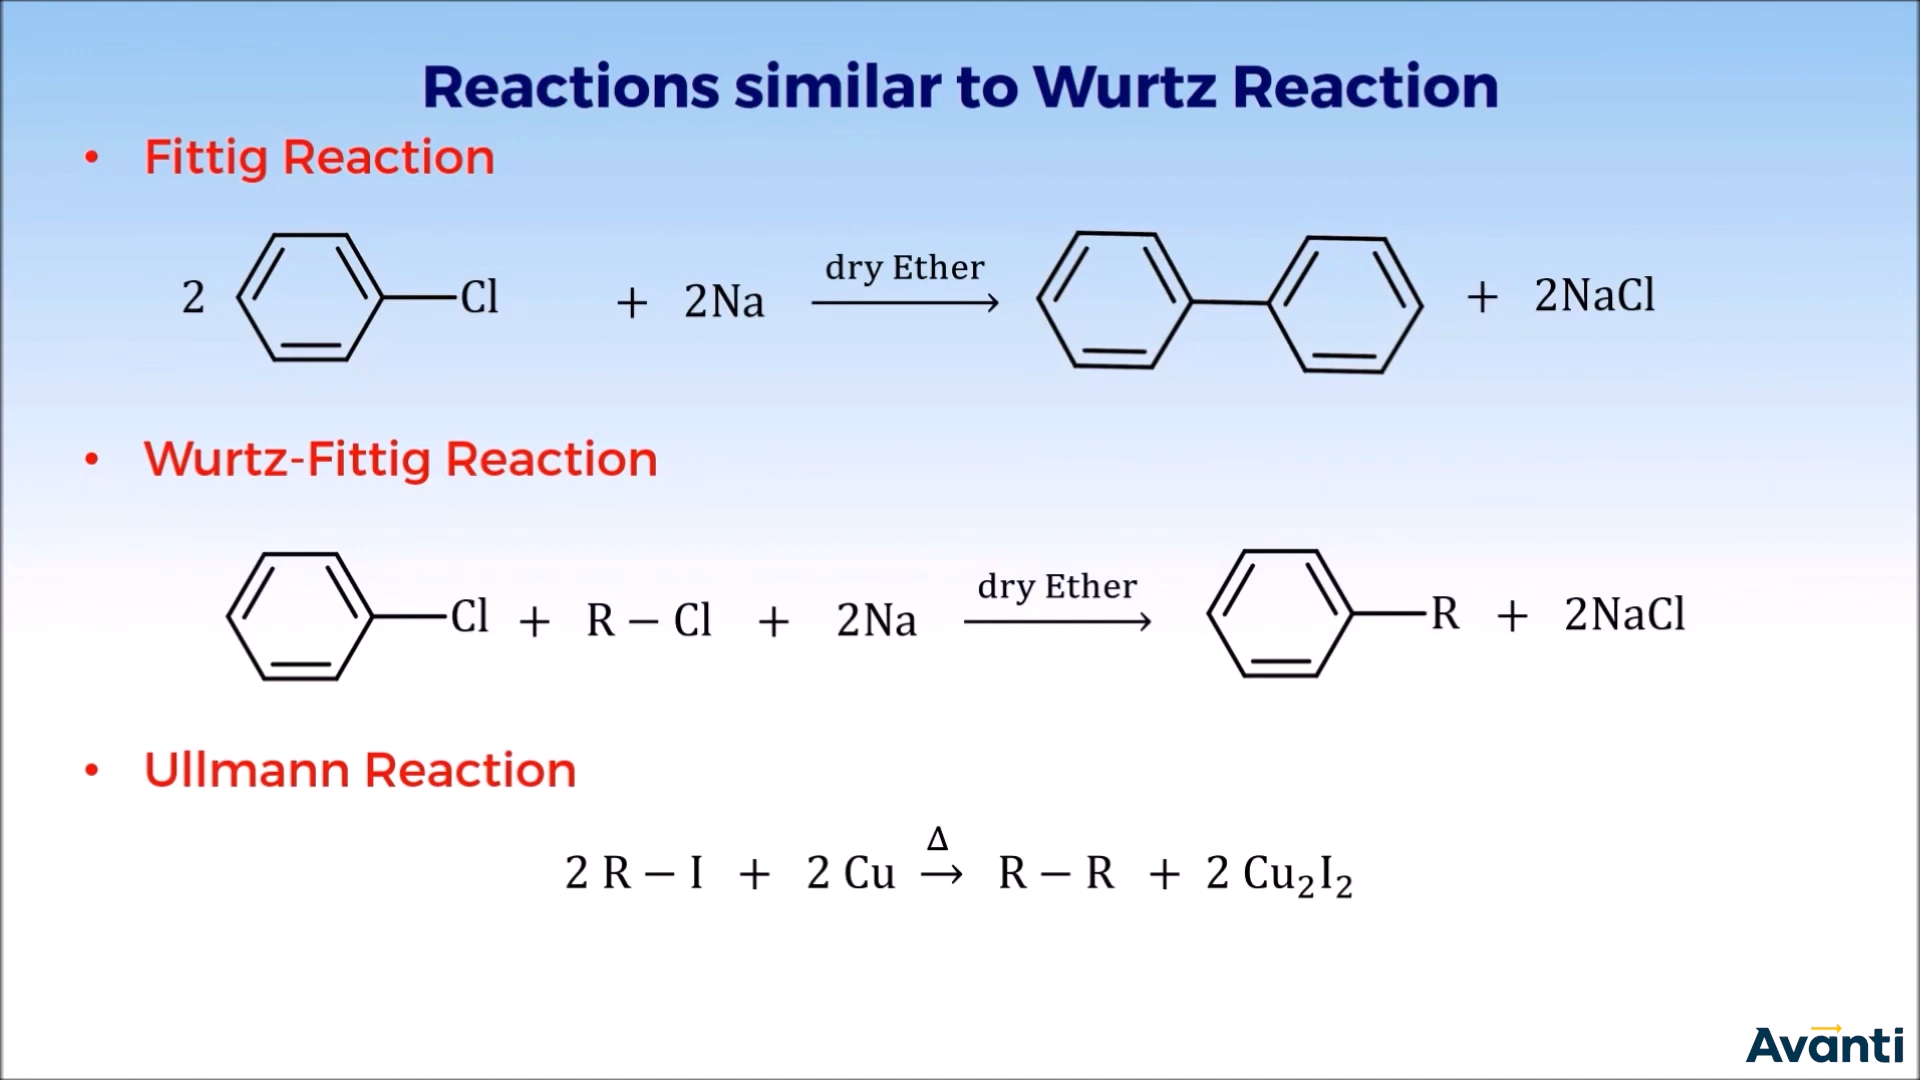 Reactions similar to Wurtz Reaction
• Fittig Reaction
2 Cl + 2Na dry Ether ⟶ + 2NaCl
• Wurtz-Fittig Reaction
Cl + R − Cl + 2Na dry Ether ⟶ R + 2NaCl
• Ullmann Reaction
2 R − I + 2 Cu Δ → R − R + 2 Cu₂I₂
Avanti